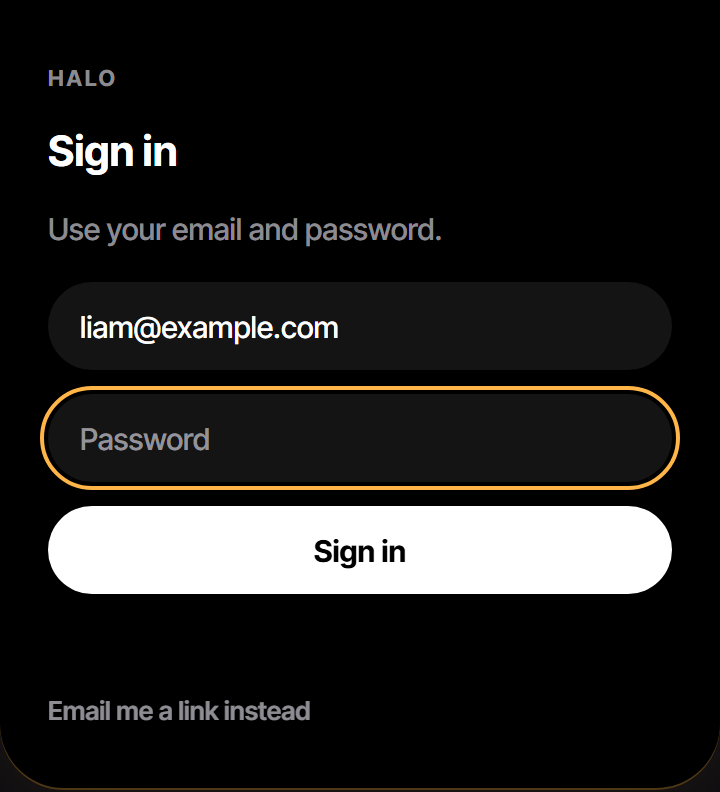 HALO
Sign in
Use your email and password.
liam@example.com
Password
Sign in
Email me a link instead